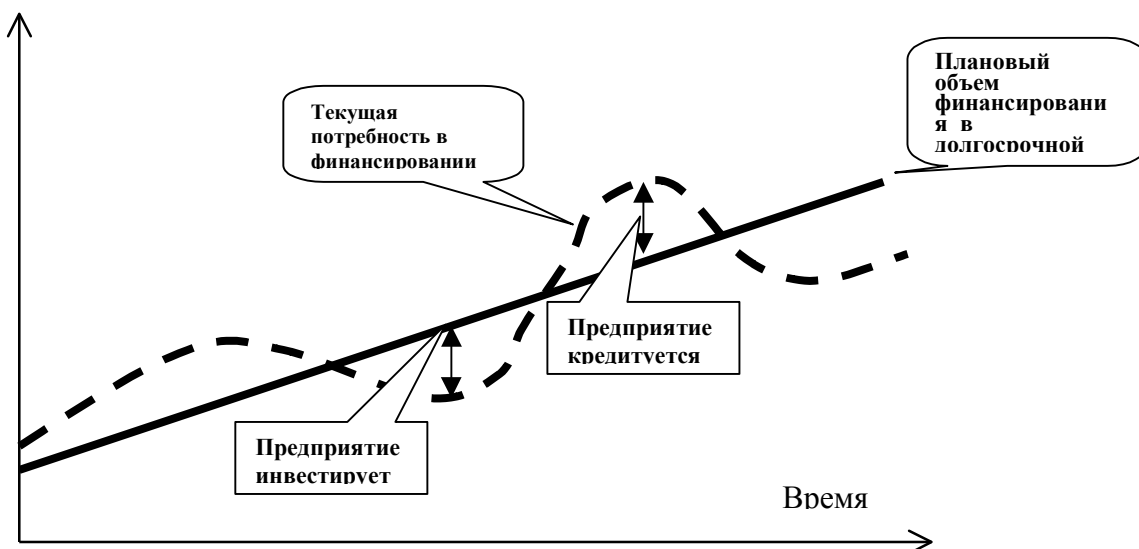 Плановый
объем
финансировани
я в
долгосрочной
Текущая
потребность в
финансировании
Предприятие
кредитуется
Предприятие
инвестирует
Время